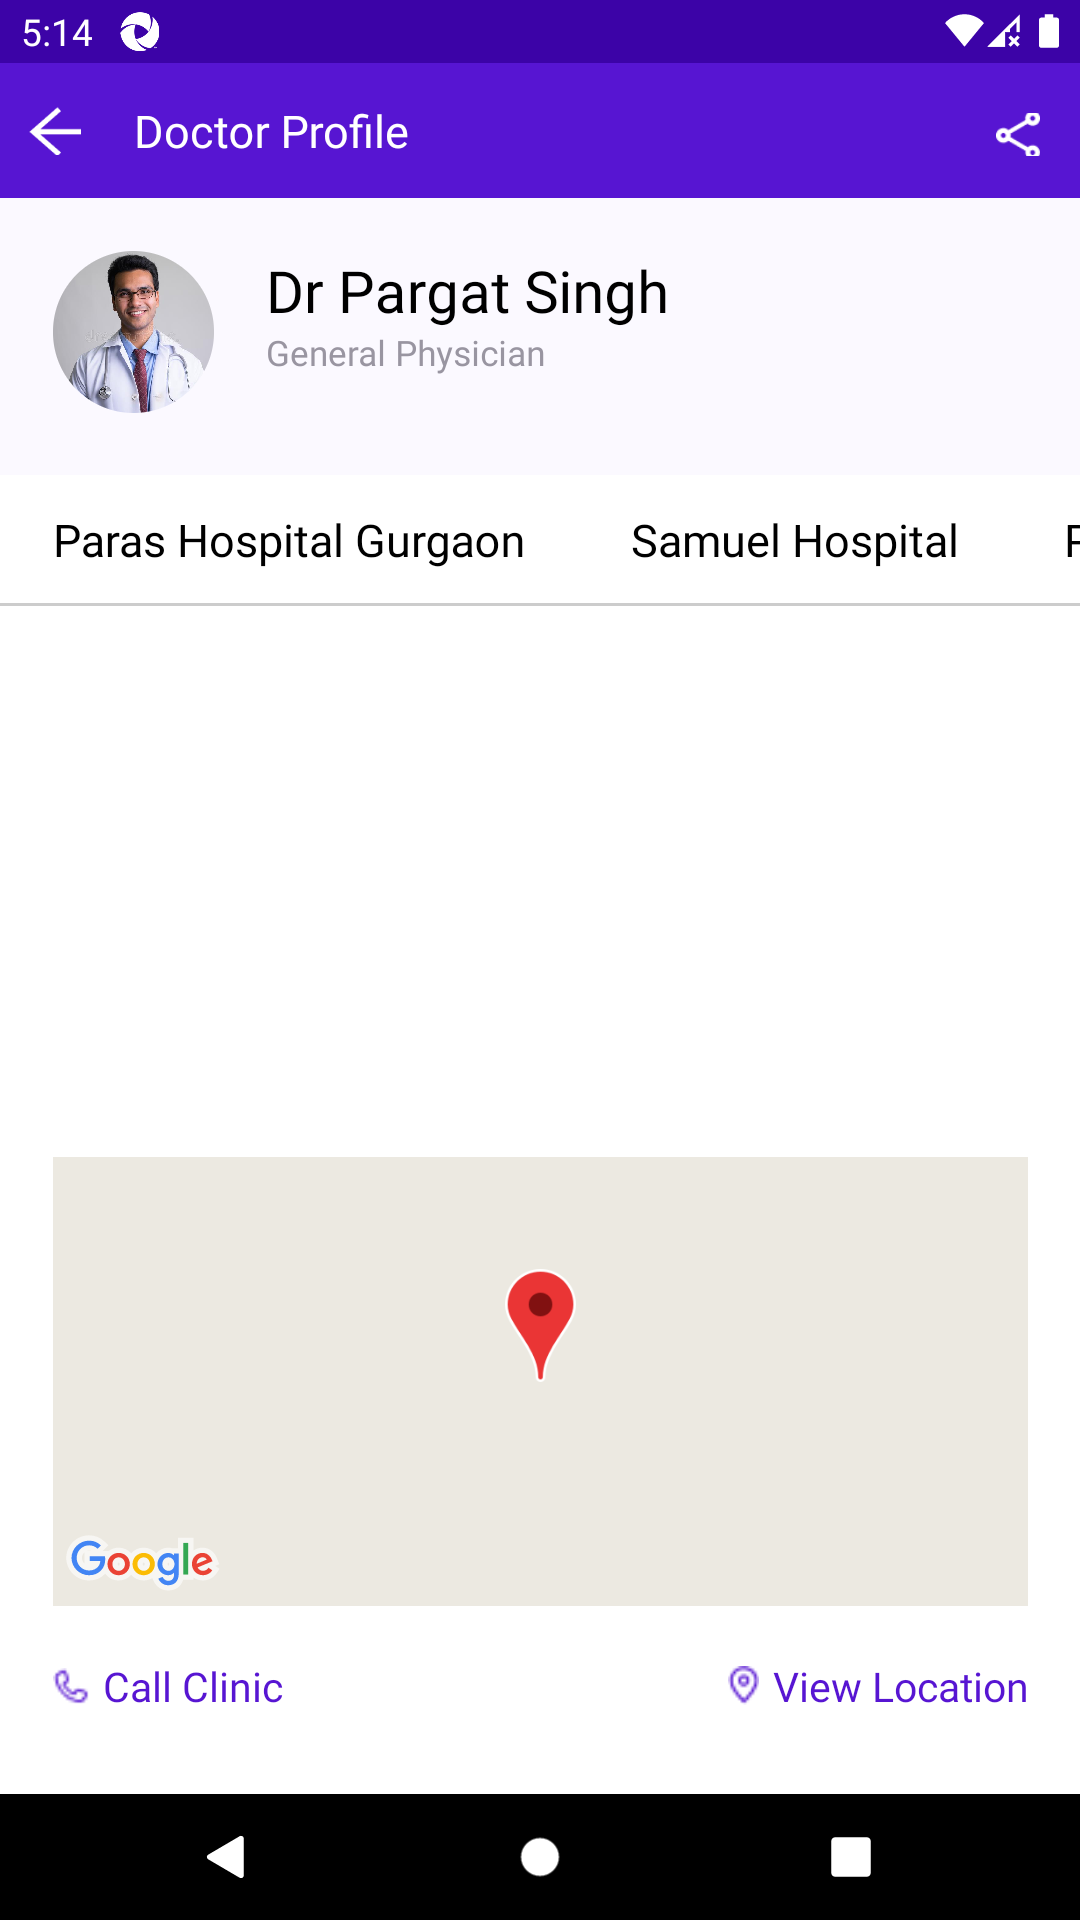 5:14
Doctor Profile
Dr Pargat Singh
General Physician
Paras Hospital Gurgaon
Samuel Hospital
Google
Call Clinic
View Location